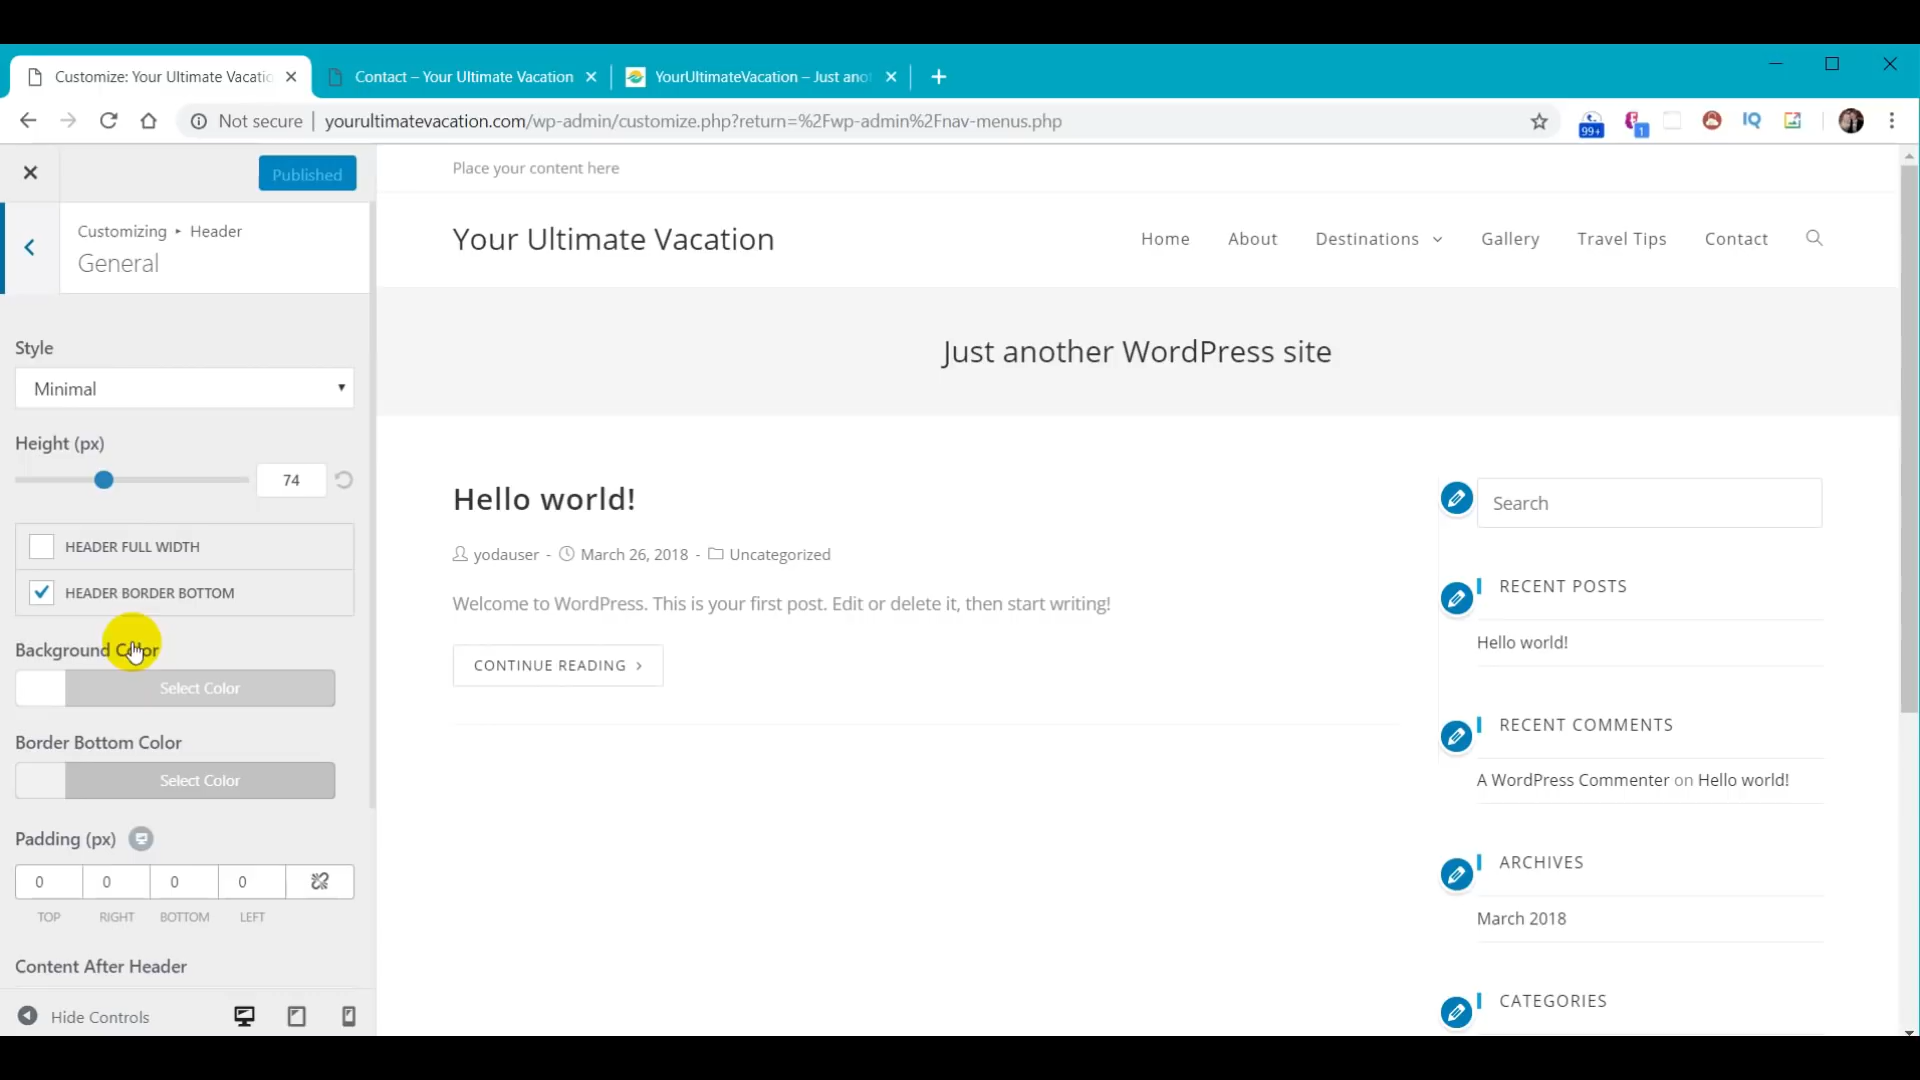 Customize: Your Ultimate Vacatio
Contact – Your Ultimate Vacation
YourUltimateVacation – Just ano
Not secure
yourultimatevacation.com/wp-admin/customize.php?return=%2Fwp-admin%2Fnav-menus.php
99+
1
IQ
Published
Customizing ▸ Header
General
Style
Minimal
Height (px)
74
HEADER FULL WIDTH
HEADER BORDER BOTTOM
Background Color
Select Color
Border Bottom Color
Select Color
Padding (px)
0 0 0 0
TOP RIGHT BOTTOM LEFT
Content After Header
Hide Controls
Place your content here
Your Ultimate Vacation
Home About Destinations Gallery Travel Tips Contact
Just another WordPress site
Hello world!
yodauser - March 26, 2018 - Uncategorized
Welcome to WordPress. This is your first post. Edit or delete it, then start writing!
CONTINUE READING >
Search
RECENT POSTS
Hello world!
RECENT COMMENTS
A WordPress Commenter on Hello world!
ARCHIVES
March 2018
CATEGORIES